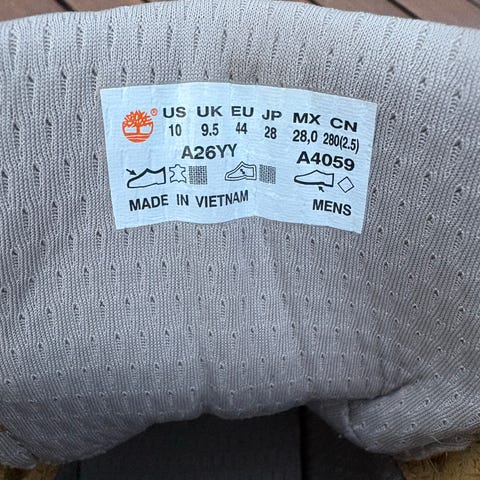 US UK EU JP MX CN
10 9.5 44 28 28,0 280(2.5)
A26YY A4059
MADE IN VIETNAM MENS